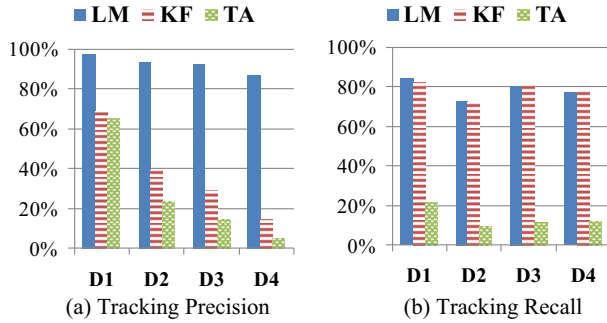 LM KF TA
100%
80%
60%
40%
20%
0%
D1 D2 D3 D4
(a) Tracking Precision
LM KF TA
100%
80%
60%
40%
20%
0%
D1 D2 D3 D4
(b) Tracking Recall